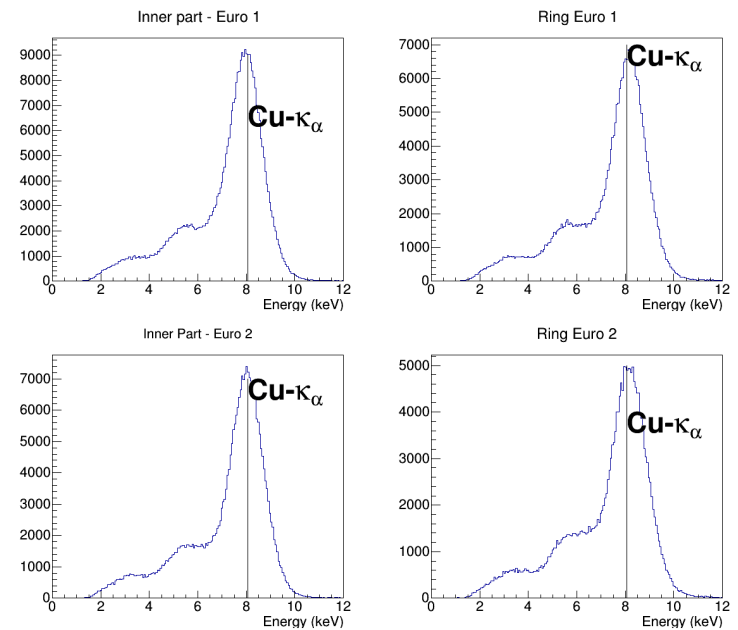 Inner part - Euro 1
9000
8000
7000
6000
5000
4000
3000
2000
1000
0
Cu-κα
0 2 4 6 8 10 12
Energy (keV)
Ring Euro 1
7000
6000
5000
4000
3000
2000
1000
0
Cu-κα
0 2 4 6 8 10 12
Energy (keV)
Inner Part - Euro 2
7000
6000
5000
4000
3000
2000
1000
0
Cu-κα
0 2 4 6 8 10 12
Energy (keV)
Ring Euro 2
5000
4000
3000
2000
1000
0
Cu-κα
0 2 4 6 8 10 12
Energy (keV)